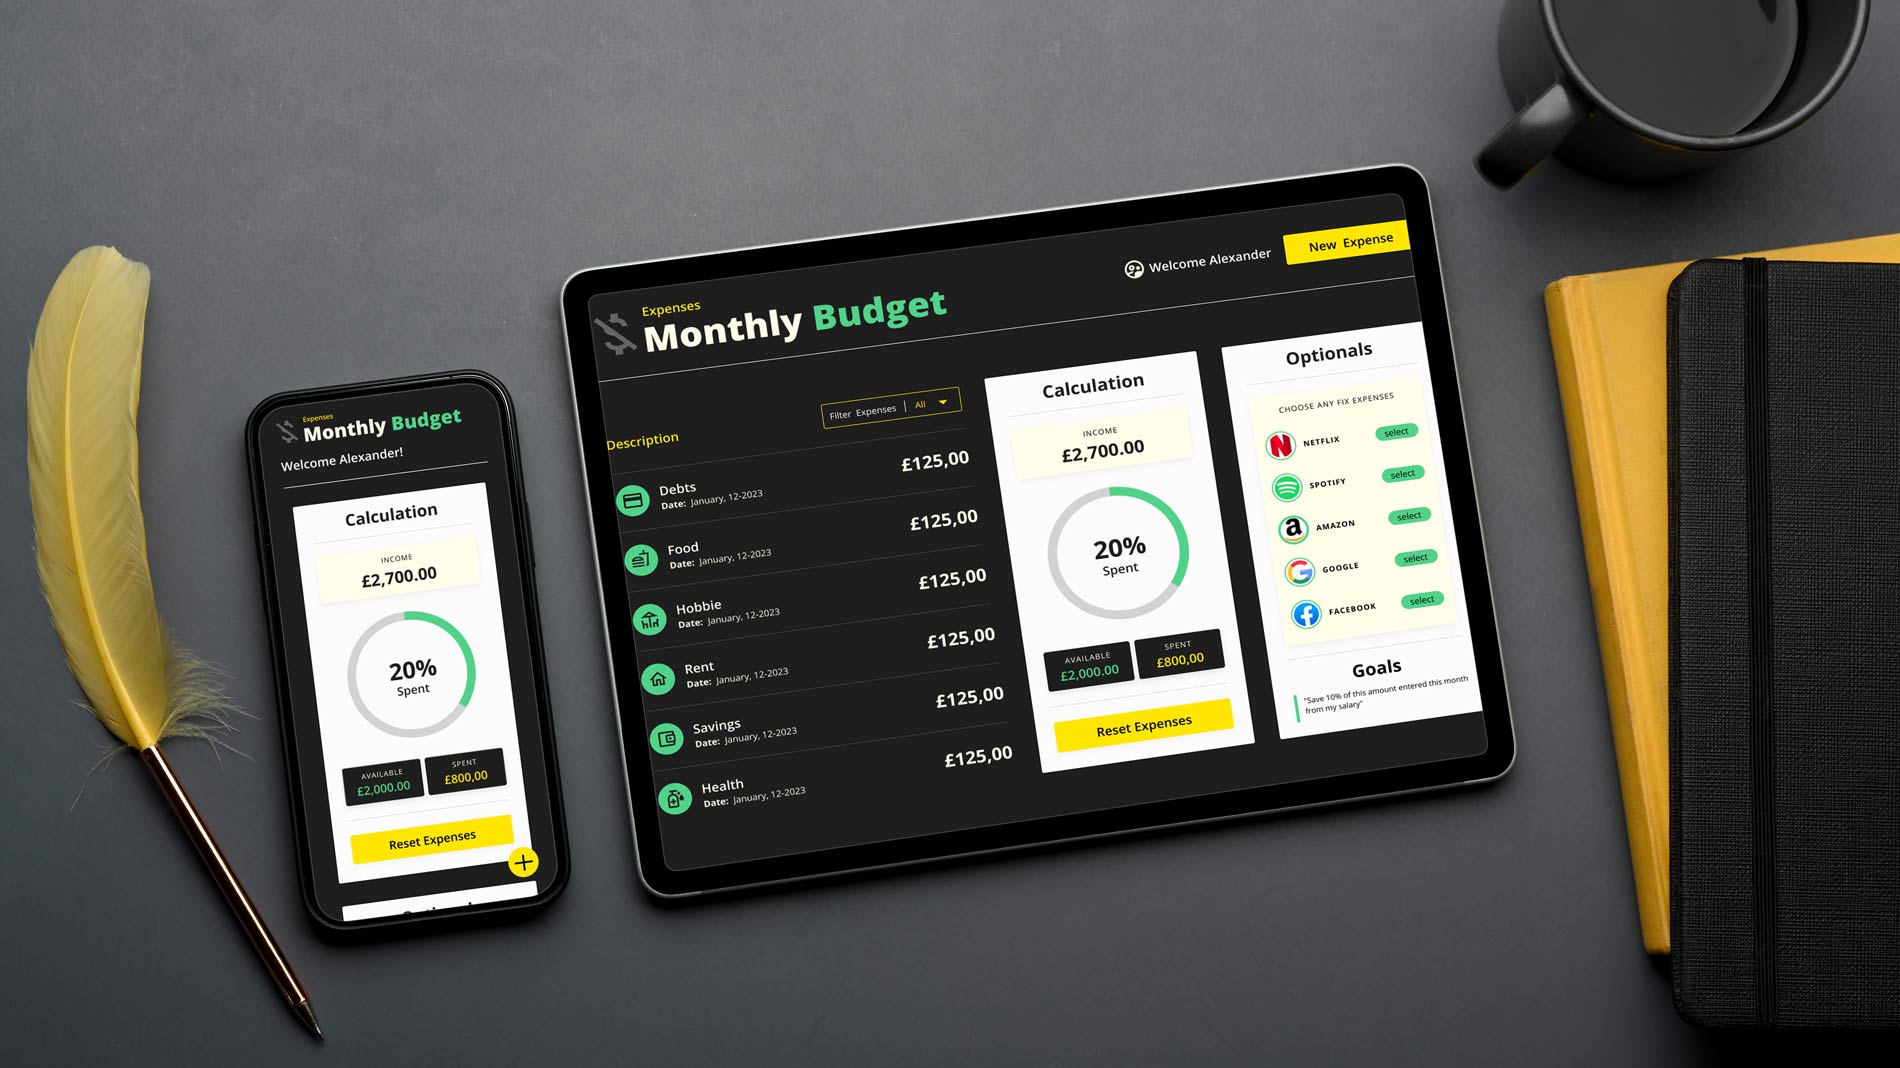 Expenses
Monthly Budget
Welcome Alexander!
Calculation
INCOME
£2,700.00
20%
Spent
AVAILABLE
£2,000.00
SPENT
£800,00
Reset Expenses
Expenses
Monthly Budget
Welcome Alexander
New Expense
Filter Expenses | All
Description
Debts
Date: January, 12-2023
£125,00
Food
Date: January, 12-2023
£125,00
Hobbie
Date: January, 12-2023
£125,00
Rent
Date: January, 12-2023
£125,00
Savings
Date: January, 12-2023
£125,00
Health
Date: January, 12-2023
£125,00
Calculation
INCOME
£2,700.00
20%
Spent
AVAILABLE
£2,000.00
SPENT
£800,00
Reset Expenses
Optionals
CHOOSE ANY FIX EXPENSES
N NETFLIX select
SPOTIFY select
a AMAZON select
G GOOGLE select
f FACEBOOK select
Goals
"Save 10% of this amount entered this month
from my salary"